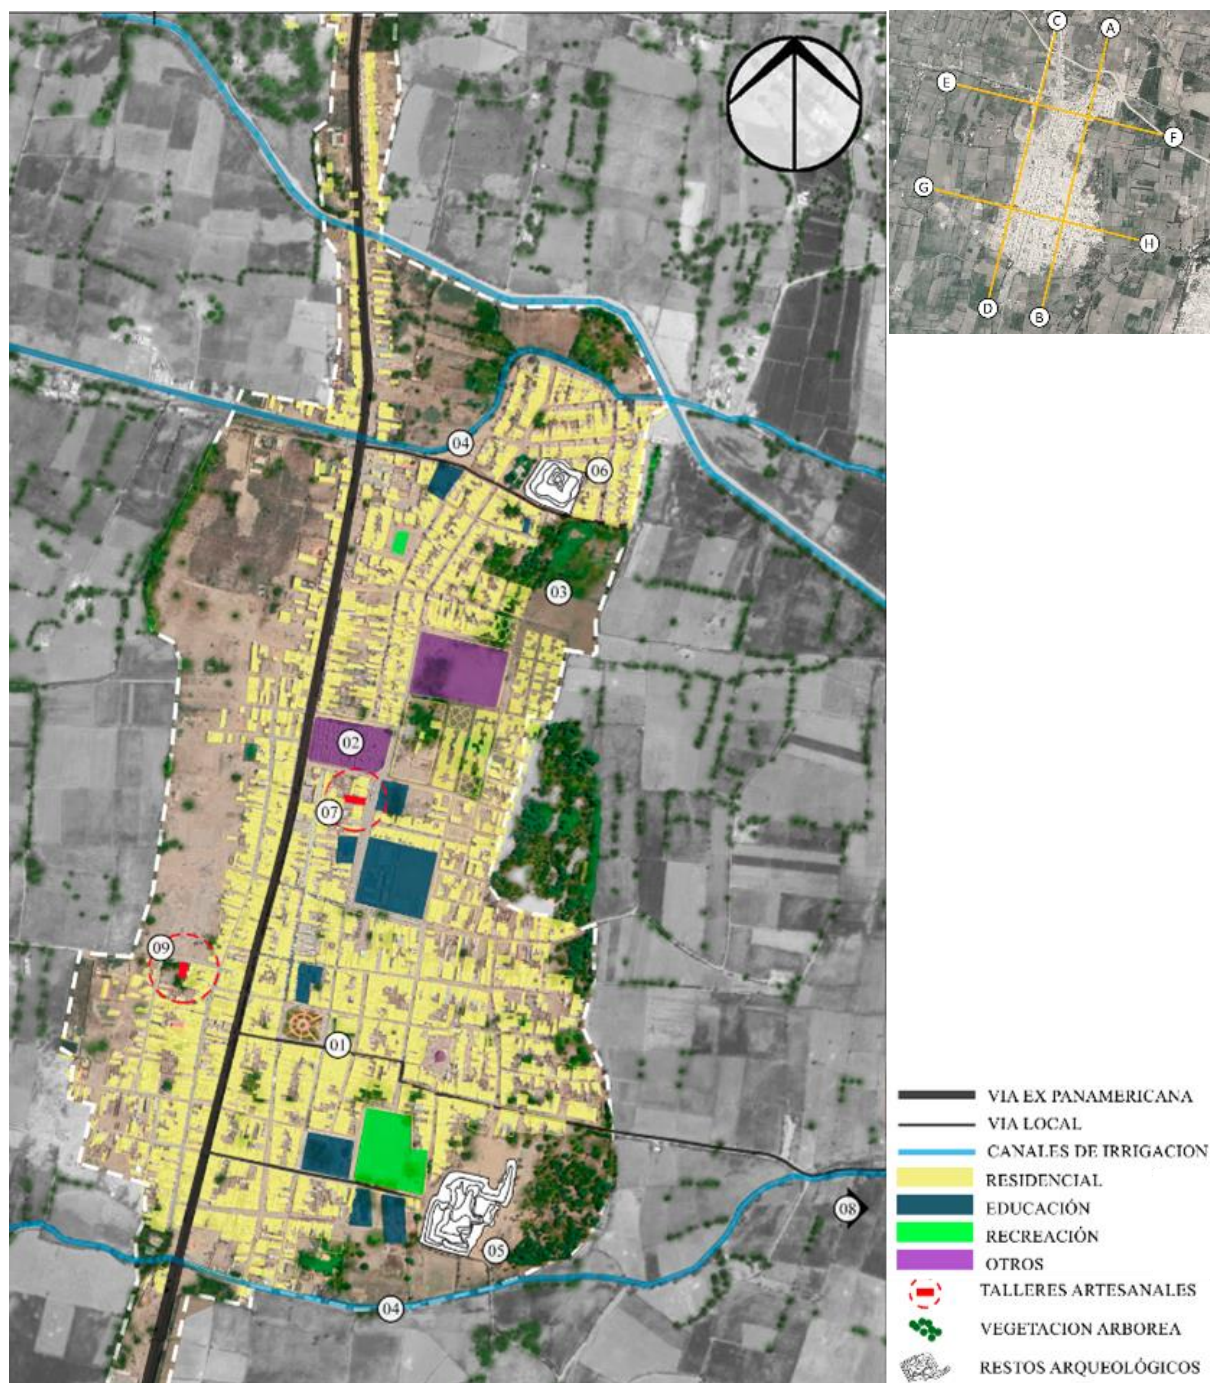 C
A
E
F
G
H
D
B
04
06
03
02
07
09
01
08
05
04
VIA EX PANAMERICANA
VIA LOCAL
CANALES DE IRRIGACION
RESIDENCIAL
EDUCACIÓN
RECREACIÓN
OTROS
TALLERES ARTESANALES
VEGETACION ARBOREA
RESTOS ARQUEOLÓGICOS